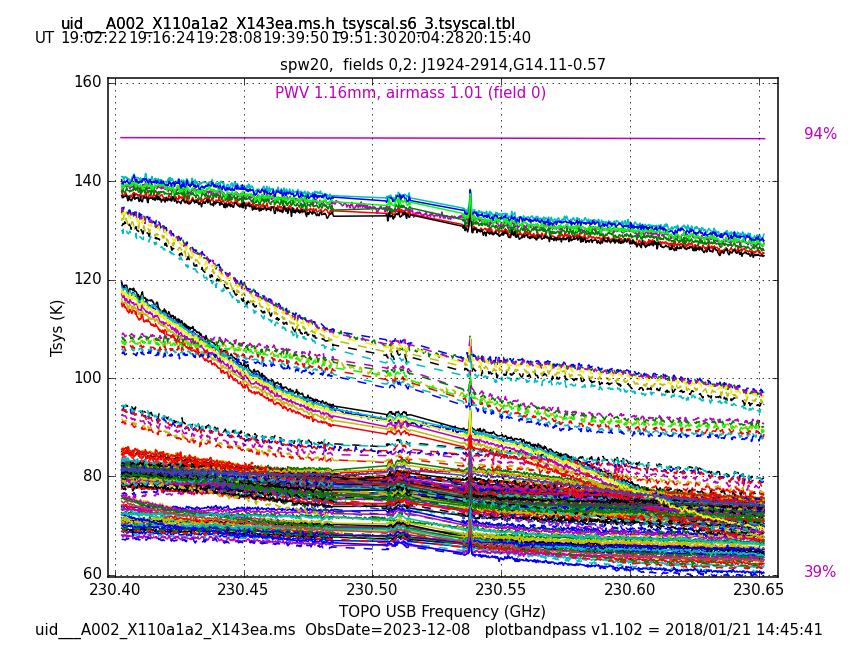 uid___A002_X110a1a2_X143ea.ms.h_tsyscal.s6_3.tsyscal.tbl
UT 19:02:22 19:16:24 19:28:08 19:39:50 19:51:30 20:04:28 20:15:40
spw20, fields 0,2: J1924-2914,G14.11-0.57
PWV 1.16mm, airmass 1.01 (field 0)
160
140
120
100
80
60
94%
39%
Tsys (K)
230.40 230.45 230.50 230.55 230.60 230.65
TOPO USB Frequency (GHz)
uid___A002_X110a1a2_X143ea.ms ObsDate=2023-12-08 plotbandpass v1.102 = 2018/01/21 14:45:41